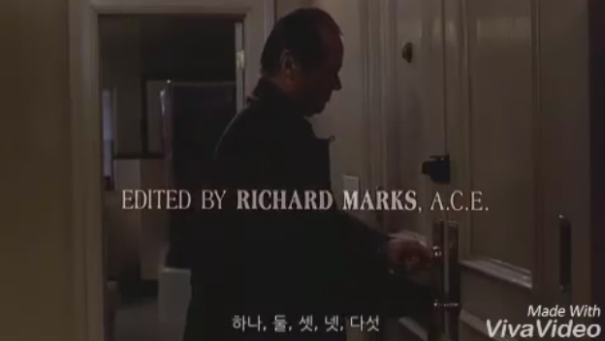 EDITED BY RICHARD MARKS, A.C.E.
하나, 둘, 셋, 넷, 다섯
Made With
VivaVideo